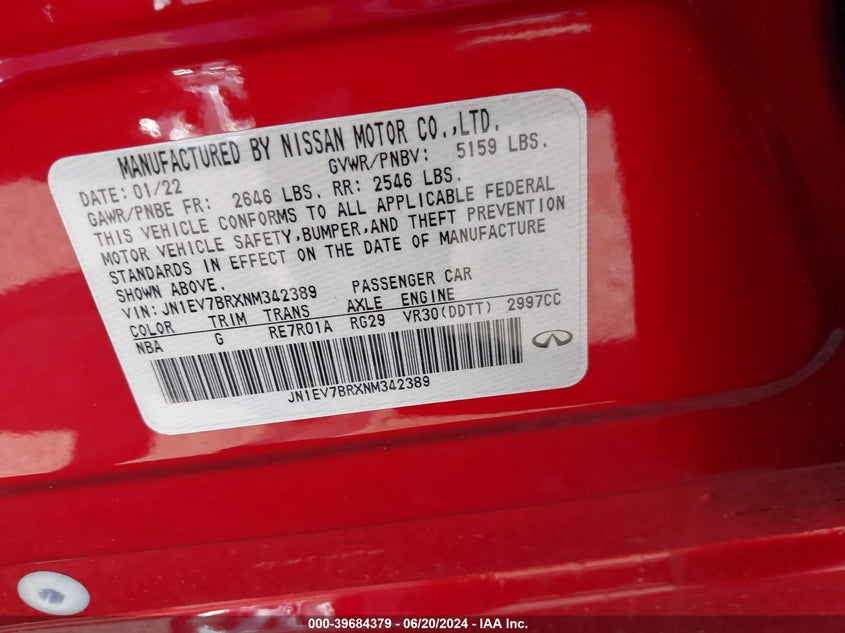 MANUFACTURED BY NISSAN MOTOR CO.,LTD.
DATE: 01/22 GVWR/PNBV: 5159 LBS.
GAWR/PNBE FR: 2646 LBS. RR: 2546 LBS.
THIS VEHICLE CONFORMS TO ALL APPLICABLE FEDERAL
MOTOR VEHICLE SAFETY,BUMPER,AND THEFT PREVENTION
STANDARDS IN EFFECT ON THE DATE OF MANUFACTURE
SHOWN ABOVE.
VIN: JN1EV7BRXNM342389 PASSENGER CAR
COLOR TRIM TRANS AXLE ENGINE
NBA G RE7R01A RG29 VR30(DDTT) 2997CC
JN1EV7BRXNM342389
000-39684379 - 06/20/2024 - IAA Inc.